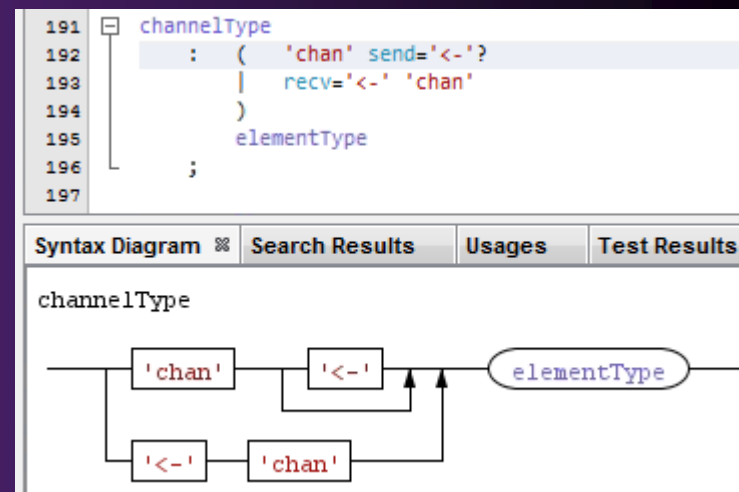 191 channelType
192 : ( 'chan' send='<-'?
193 | recv='<-' 'chan'
194 )
195 elementType
196 ;
197
Syntax Diagram Search Results Usages Test Results
channelType
'chan' '<-' elementType
'<-' 'chan'